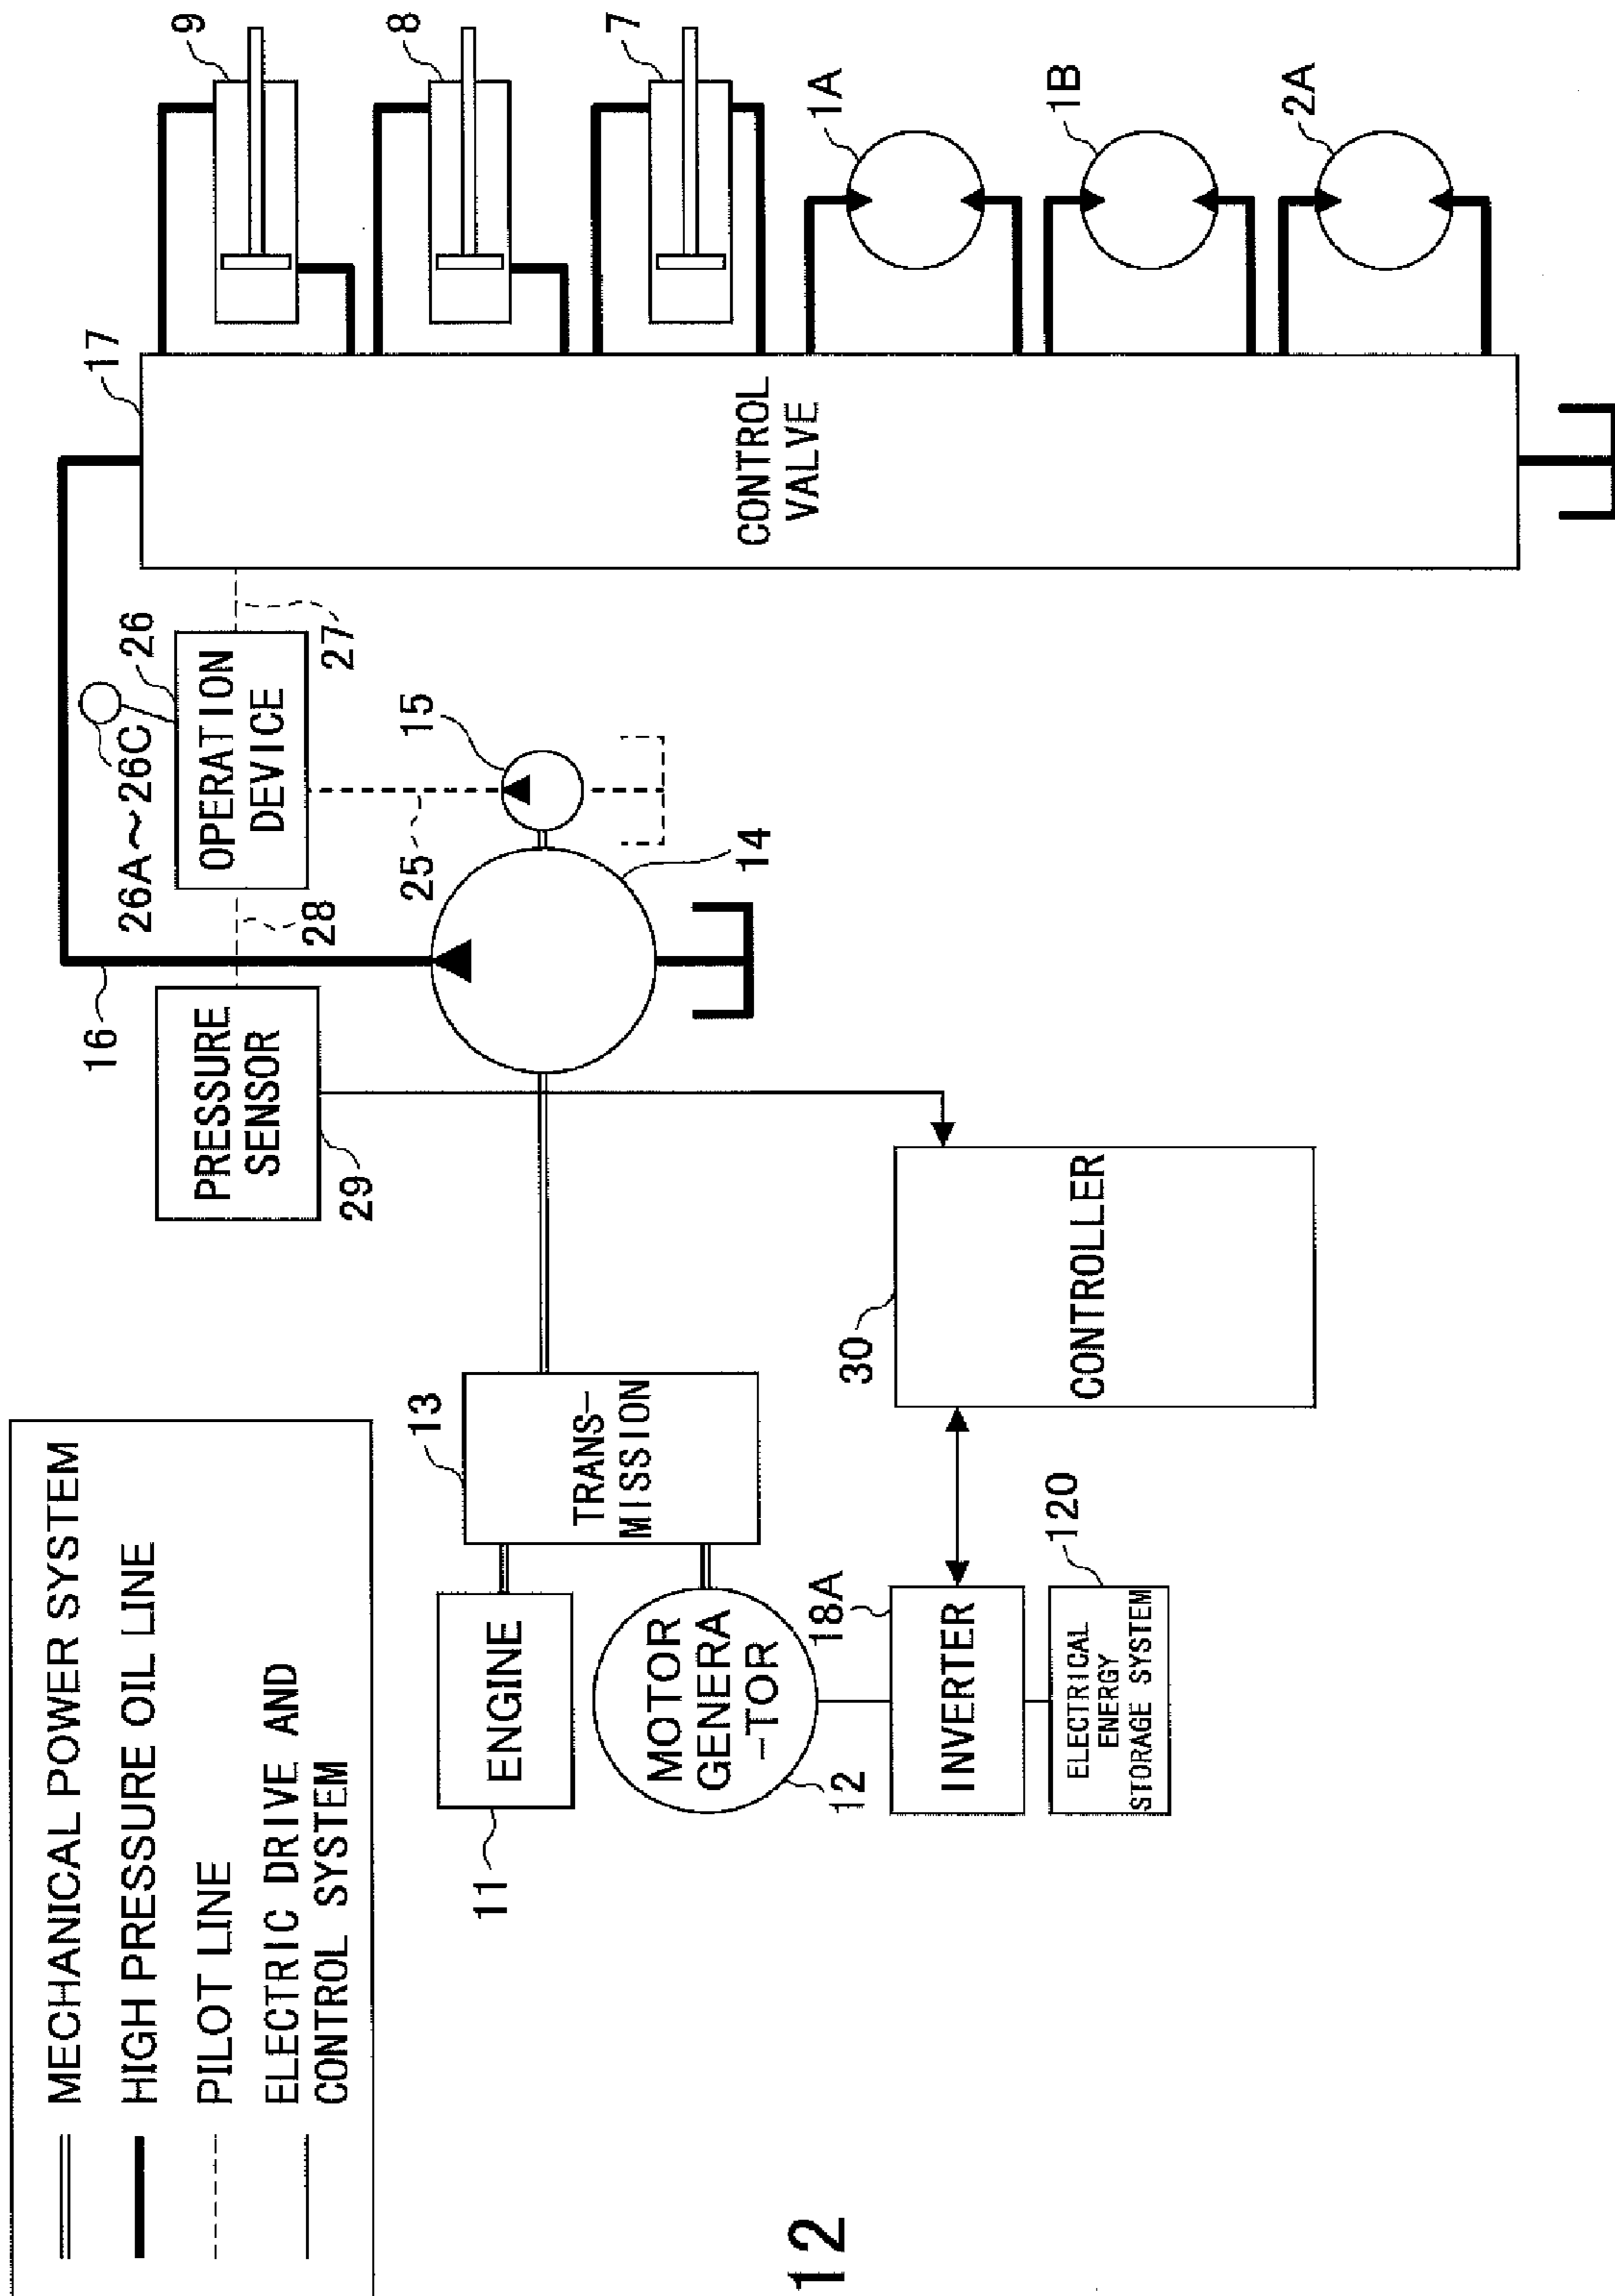 MECHANICAL POWER SYSTEM
HIGH PRESSURE OIL LINE
PILOT LINE
ELECTRIC DRIVE AND
CONTROL SYSTEM
11
ENGINE
12
MOTOR
GENERA
-TOR
13
TRANS-
MISSION
18A
INVERTER
120
ELECTRICAL
ENERGY
STORAGE SYSTEM
30
CONTROLLER
29
PRESSURE
SENSOR
16
28
26A~26C
26
OPERATION
DEVICE
27
25
15
14
17
CONTROL
VALVE
9
8
7
1A
1B
2A
12